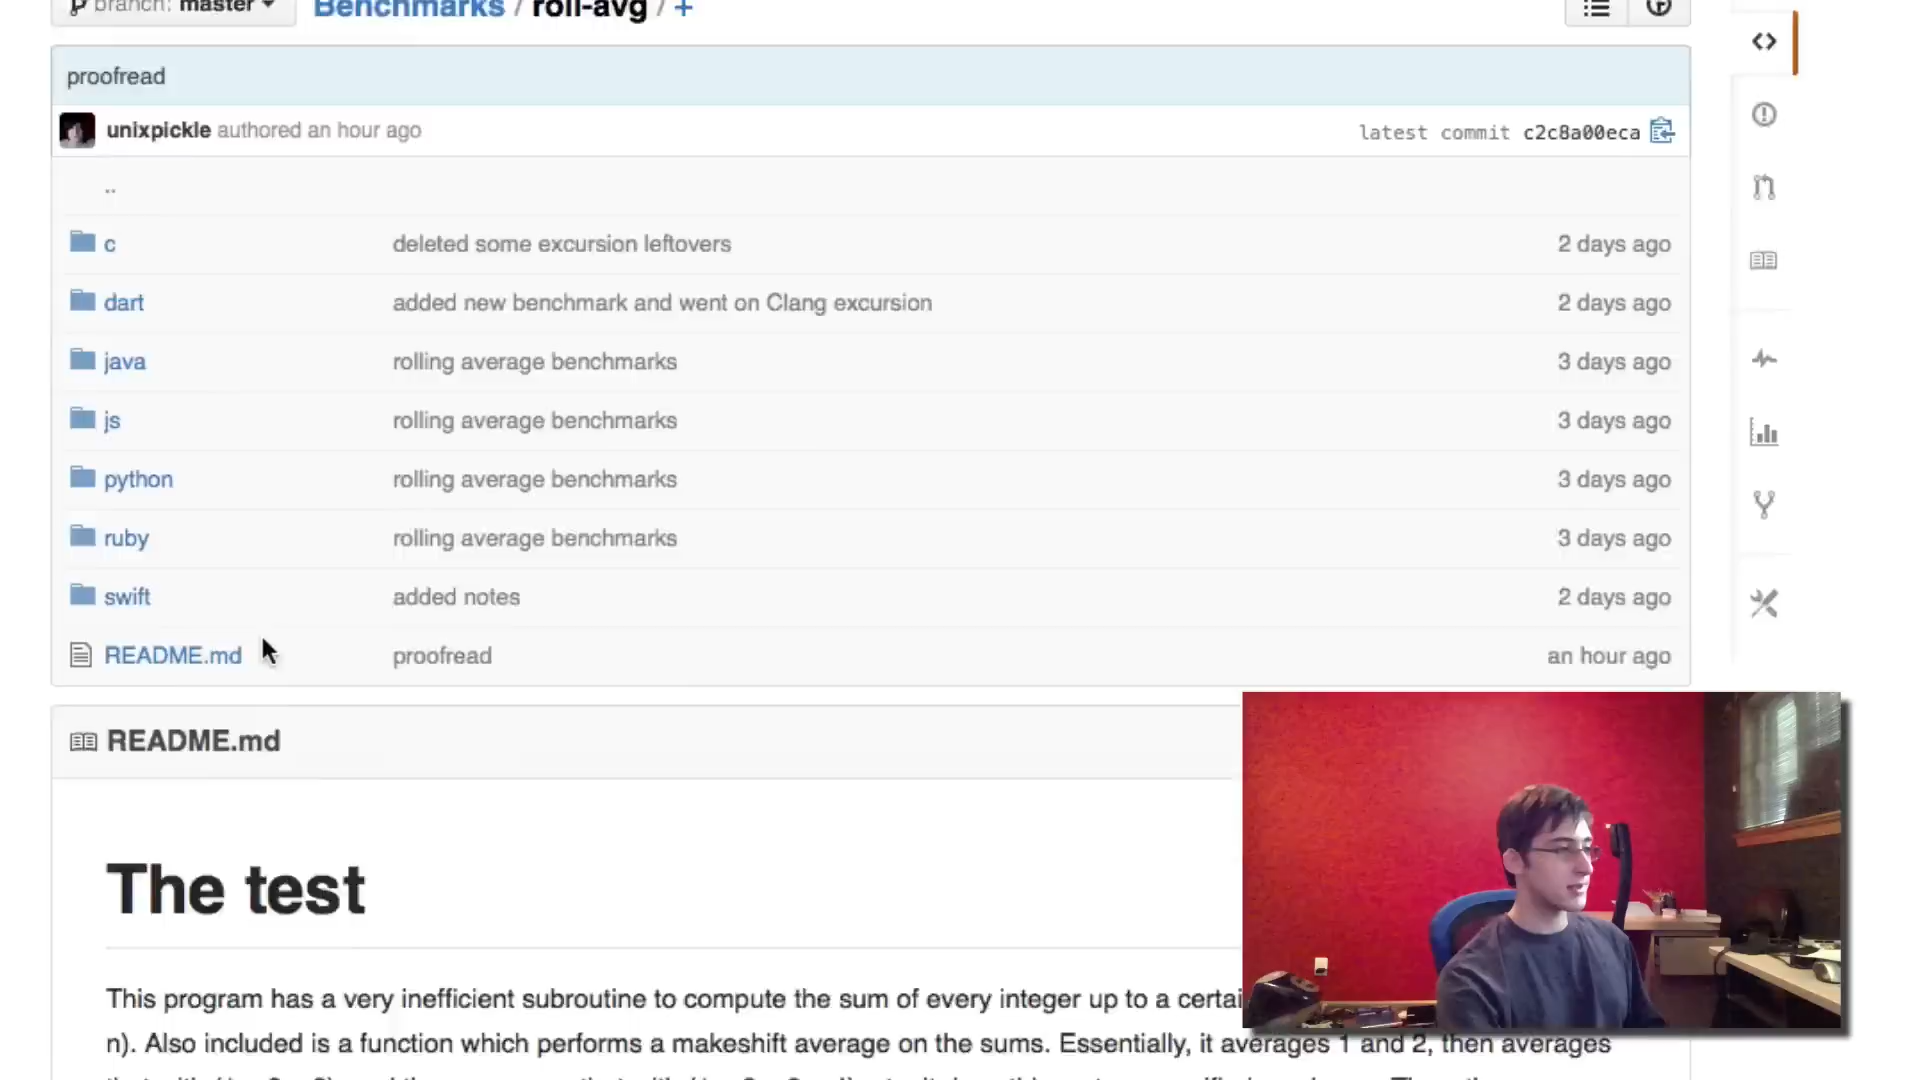 branch: master
Benchmarks / roll-avg / +
proofread
unixpickle authored an hour ago
latest commit c2c8a00eca
..
c deleted some excursion leftovers 2 days ago
dart added new benchmark and went on Clang excursion 2 days ago
java rolling average benchmarks 3 days ago
js rolling average benchmarks 3 days ago
python rolling average benchmarks 3 days ago
ruby rolling average benchmarks 3 days ago
swift added notes 2 days ago
README.md proofread an hour ago
README.md
The test
This program has a very inefficient subroutine to compute the sum of every integer up to a certai
n). Also included is a function which performs a makeshift average on the sums. Essentially, it averages 1 and 2, then averages